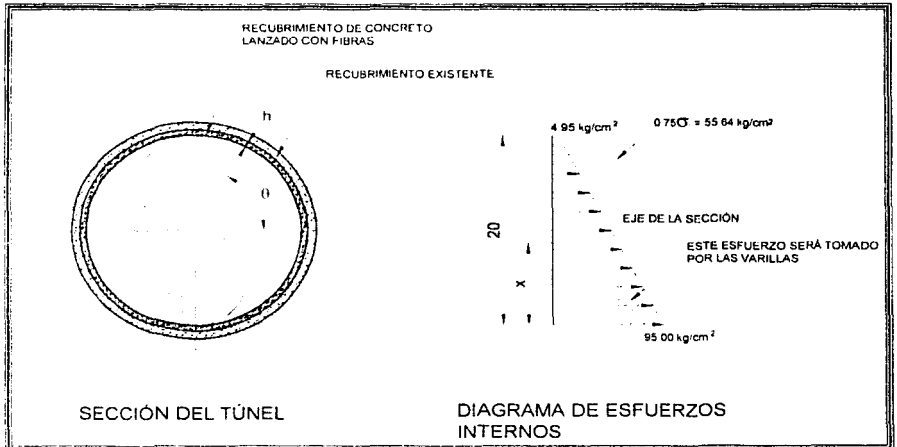 RECUBRIMIENTO DE CONCRETO
LANZADO CON FIBRAS
RECUBRIMIENTO EXISTENTE
h
θ
4.95 kg/cm²
0.75σ = 55.64 kg/cm²
20
x
EJE DE LA SECCIÓN
ESTE ESFUERZO SERÁ TOMADO
POR LAS VARILLAS
95.00 kg/cm²
SECCIÓN DEL TÚNEL
DIAGRAMA DE ESFUERZOS
INTERNOS